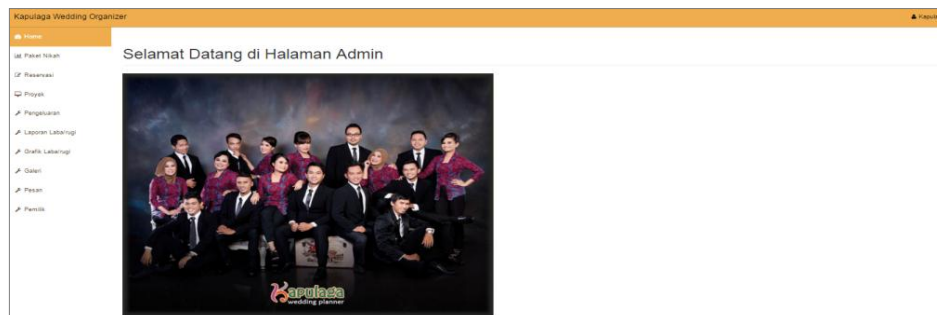 Kapulaga Wedding Organizer
Kapula
Home
Paket Nikah
Selamat Datang di Halaman Admin
Reservasi
Proyek
Pengeluaran
Laporan Laba/rugi
Grafik Laba/rugi
Galeri
Pesan
Pemilik
Kapulaga
wedding planner